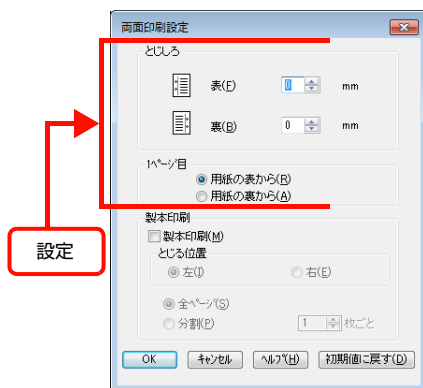 両面印刷設定
とじしろ
表(F) 0 mm
裏(B) 0 mm
1ページ目
用紙の表から(R)
用紙の裏から(A)
製本印刷
製本印刷(M)
とじる位置
左(I) 右(E)
全ページ(S)
分割(P) 1 枚ごと
OK キャンセル ヘルプ(H) 初期値に戻す(D)
設定